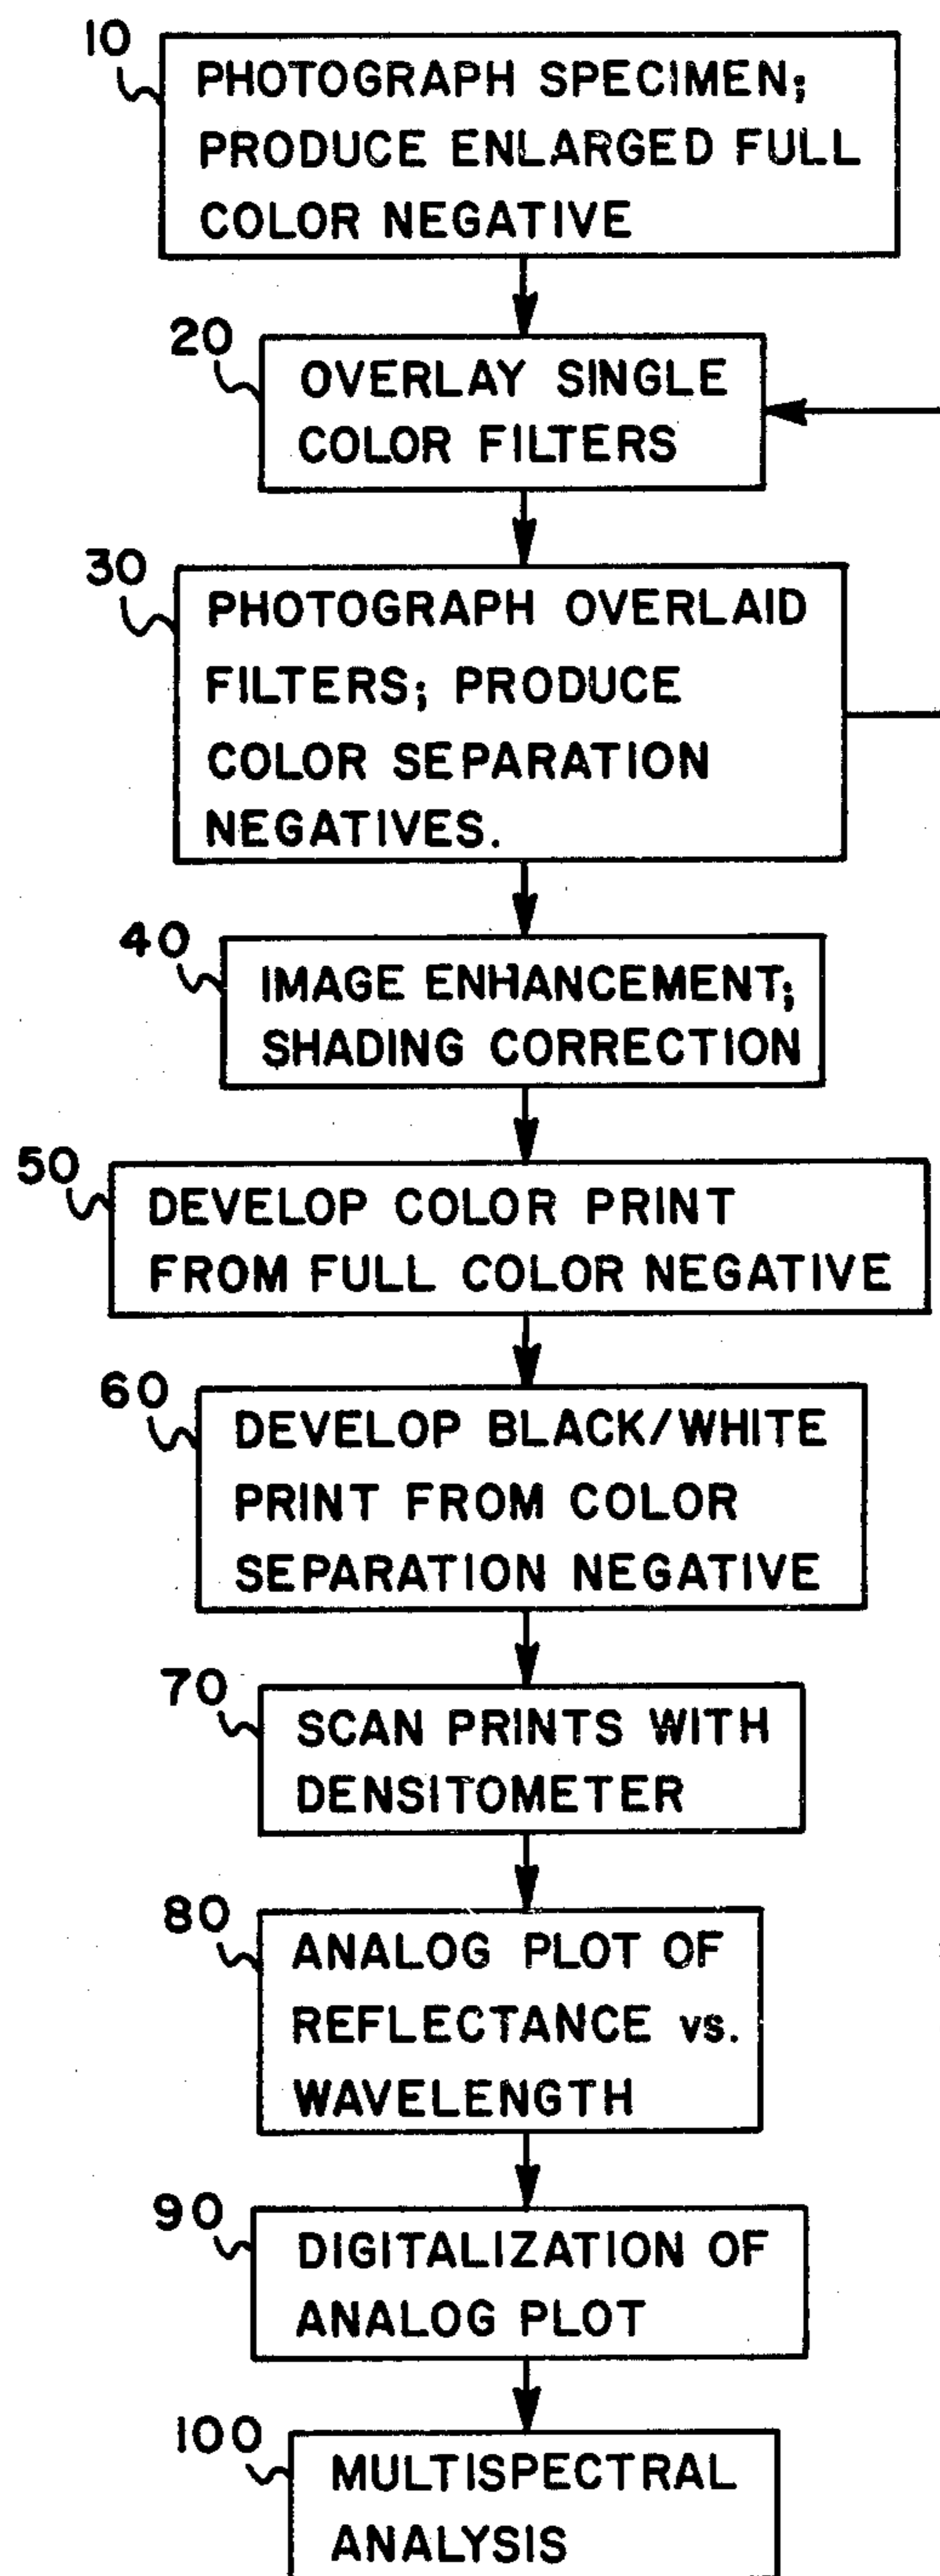 10
PHOTOGRAPH SPECIMEN;
PRODUCE ENLARGED FULL
COLOR NEGATIVE
20
OVERLAY SINGLE
COLOR FILTERS
30
PHOTOGRAPH OVERLAID
FILTERS; PRODUCE
COLOR SEPARATION
NEGATIVES.
40
IMAGE ENHANCEMENT;
SHADING CORRECTION
50
DEVELOP COLOR PRINT
FROM FULL COLOR NEGATIVE
60
DEVELOP BLACK/WHITE
PRINT FROM COLOR
SEPARATION NEGATIVE
70
SCAN PRINTS WITH
DENSITOMETER
80
ANALOG PLOT OF
REFLECTANCE vs.
WAVELENGTH
90
DIGITALIZATION OF
ANALOG PLOT
100
MULTISPECTRAL
ANALYSIS